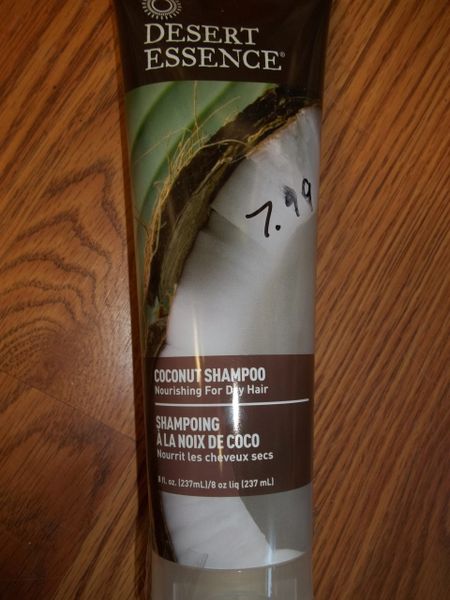 DESERT
ESSENCE®
7.99
COCONUT SHAMPOO
Nourishing For Dry Hair
SHAMPOING
À LA NOIX DE COCO
Nourrit les cheveux secs
8 fl. oz. (237mL)/8 oz liq (237 mL)